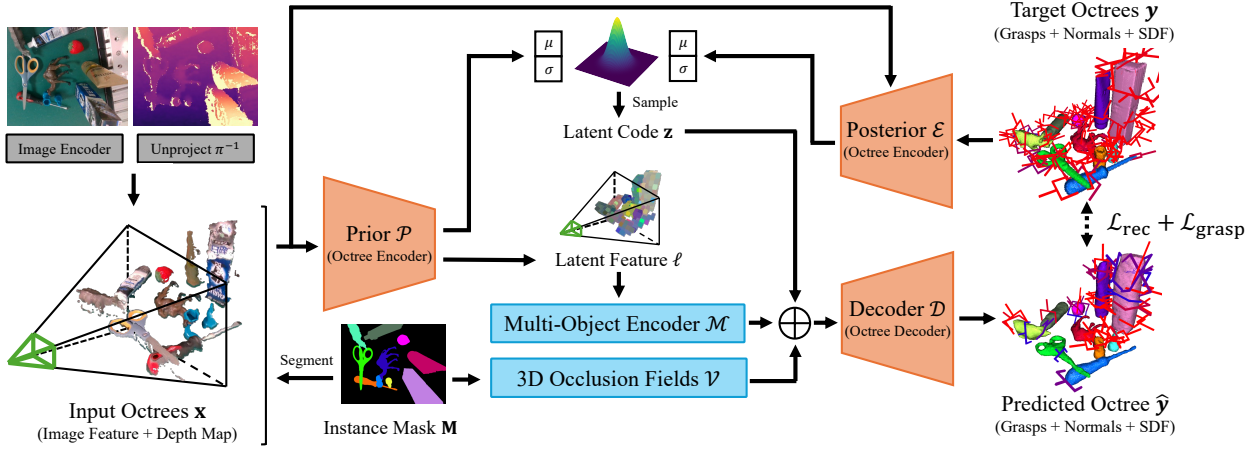 Image Encoder
Unproject π⁻¹
Input Octrees x
(Image Feature + Depth Map)
Prior 𝒫
(Octree Encoder)
μ
σ
μ
σ
Sample
Latent Code z
Latent Feature ℓ
Segment
Instance Mask M
Multi-Object Encoder ℳ
3D Occlusion Fields 𝒱
Posterior ℰ
(Octree Encoder)
Decoder 𝒟
(Octree Decoder)
Target Octrees y
(Grasps + Normals + SDF)
ℒrec + ℒgrasp
Predicted Octree ŷ
(Grasps + Normals + SDF)